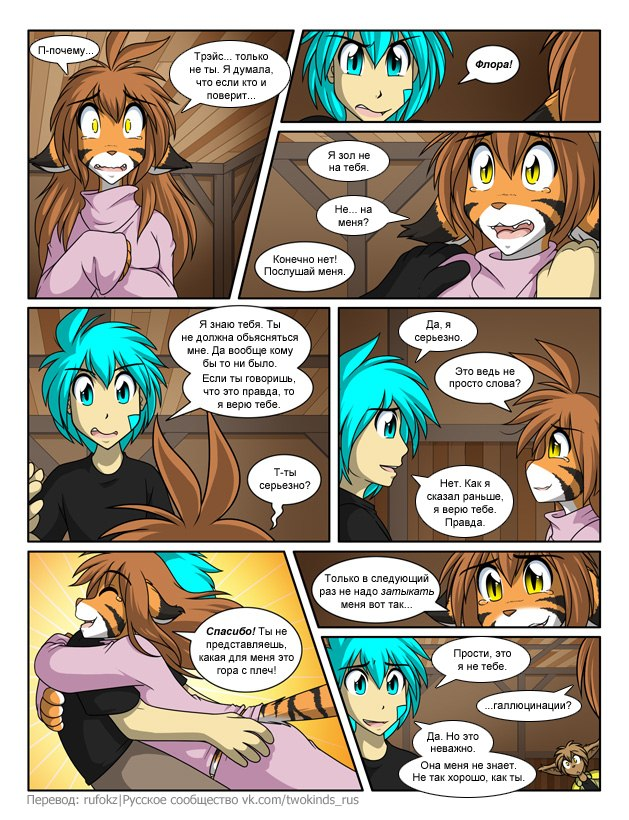 П-почему...
Трэйс... только
не ты. Я думала,
что если кто и
поверит...
Флора!
Я зол не
на тебя.
Не... на
меня?
Конечно нет!
Послушай меня.
Я знаю тебя. Ты
не должна обьясняться
мне. Да вообще кому
бы то ни было.
Если ты говоришь,
что это правда, то
я верю тебе.
Т-ты
серьезно?
Да, я
серьезно.
Это ведь не
просто слова?
Нет. Как я
сказал раньше,
я верю тебе.
Правда.
Спасибо! Ты не
представляешь,
какая для меня это
гора с плеч!
Только в следующий
раз не надо затыкать
меня вот так...
Прости, это
я не тебе.
...галлюцинации?
Да. Но это
неважно.
Она меня не знает.
Не так хорошо, как ты.
Перевод: rufokz|Русское сообщество vk.com/twokinds_rus